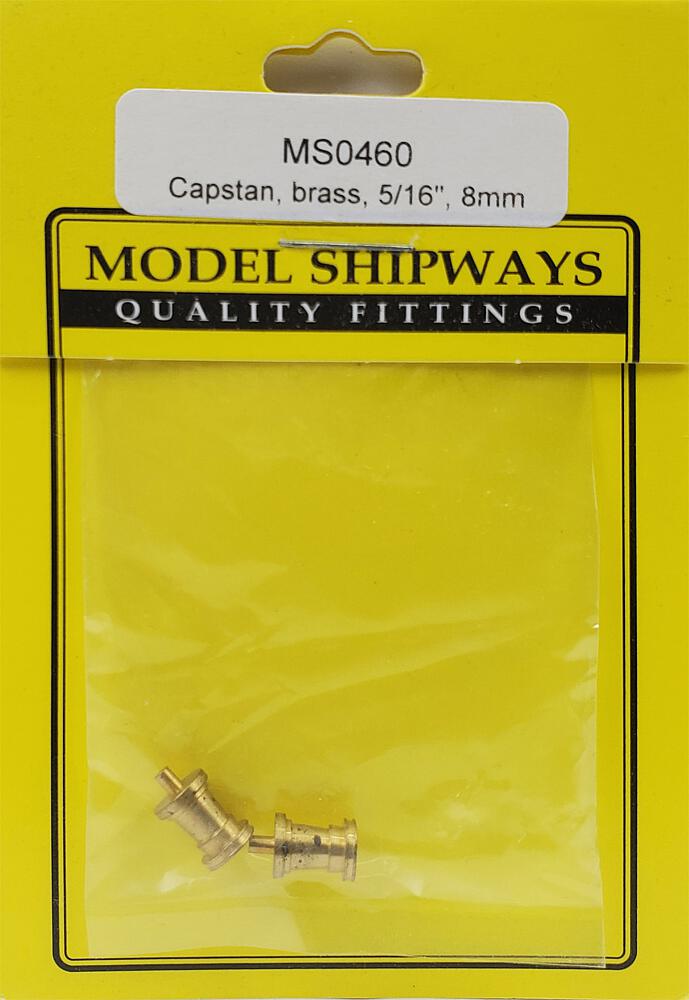 MS0460
Capstan, brass, 5/16", 8mm
MODEL SHIPWAYS
QUALITY FITTINGS